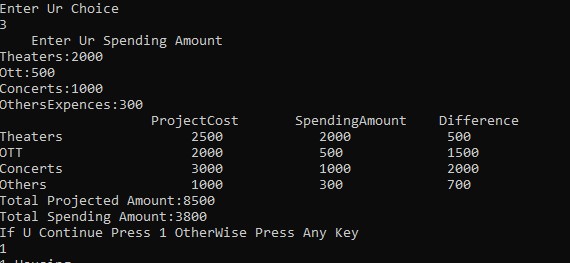 Enter Ur Choice
3
Enter Ur Spending Amount
Theaters:2000
Ott:500
Concerts:1000
OthersExpences:300
ProjectCost SpendingAmount Difference
Theaters 2500 2000 500
OTT 2000 500 1500
Concerts 3000 1000 2000
Others 1000 300 700
Total Projected Amount:8500
Total Spending Amount:3800
If U Continue Press 1 OtherWise Press Any Key
1